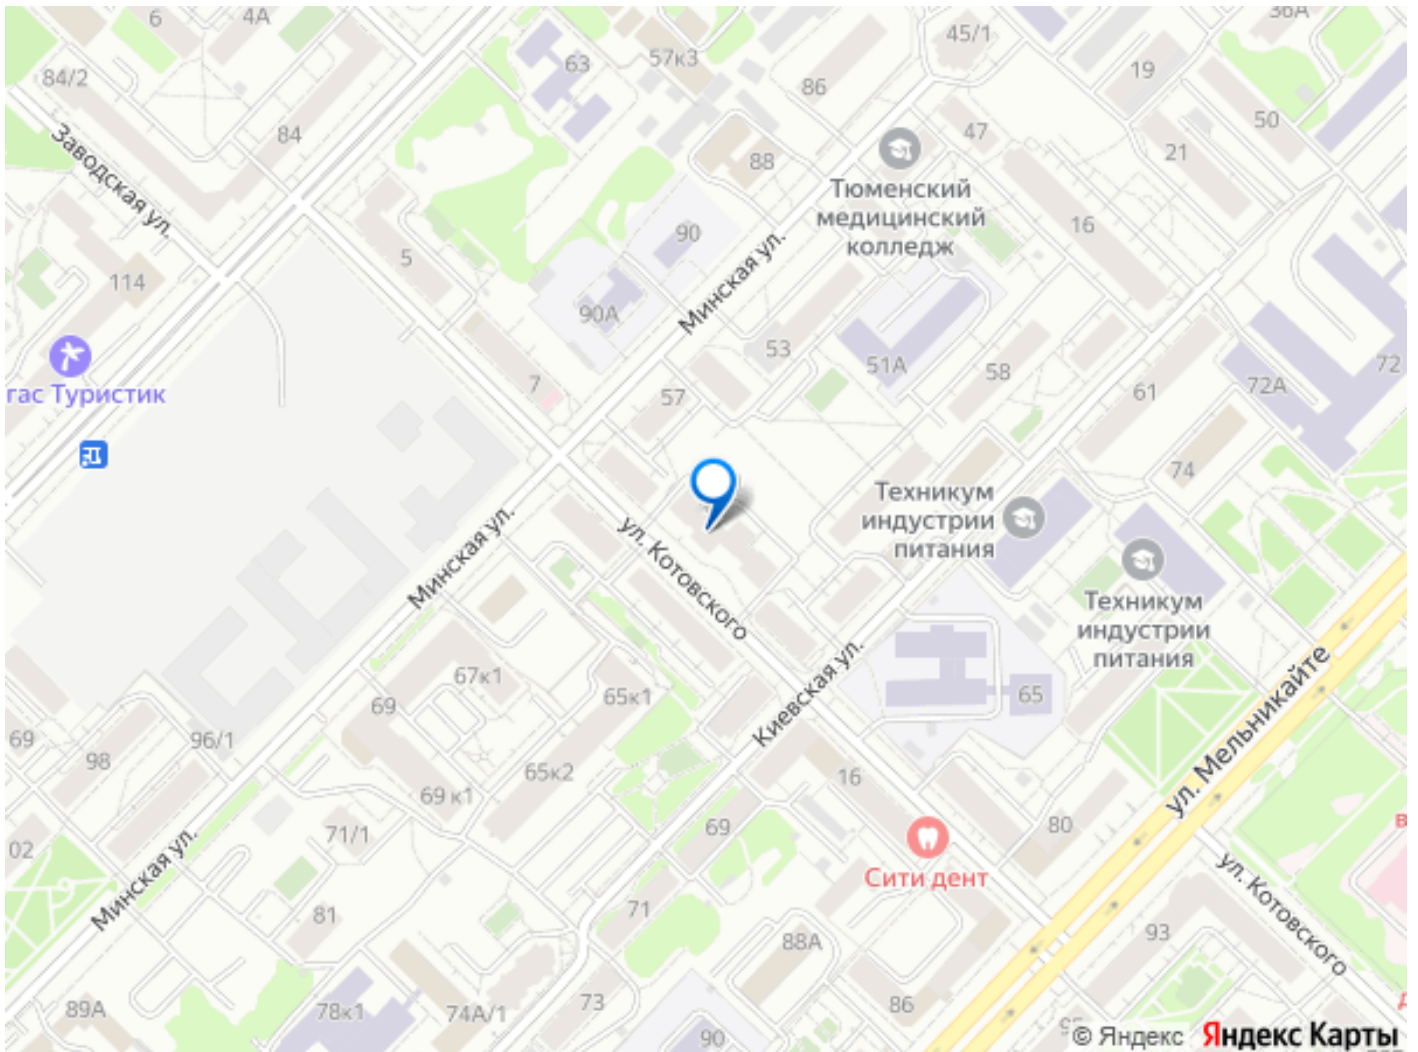 6
4А
84/2
84
Заводская ул.
63
57к3
86
45/1
19
36А
50
47
21
88
Тюменский
медицинский
колледж
16
90
5
114
90А
Минская ул.
53
51А
58
61
72А
72
гас Туристик
7
57
74
Техникум
индустрии
питания
Минская ул.
ул. Котовского
Техникум
индустрии
питания
Киевская ул.
65
ул. Мельникайте
67к1
65к1
69
69
96/1
98
65к2
69 к1
16
71/1
69
80
02
Минская ул.
Сити дент
в
ул. Котовского
81
71
88А
93
89А
78к1
74А/1
73
86
90
© Яндекс Яндекс Карты